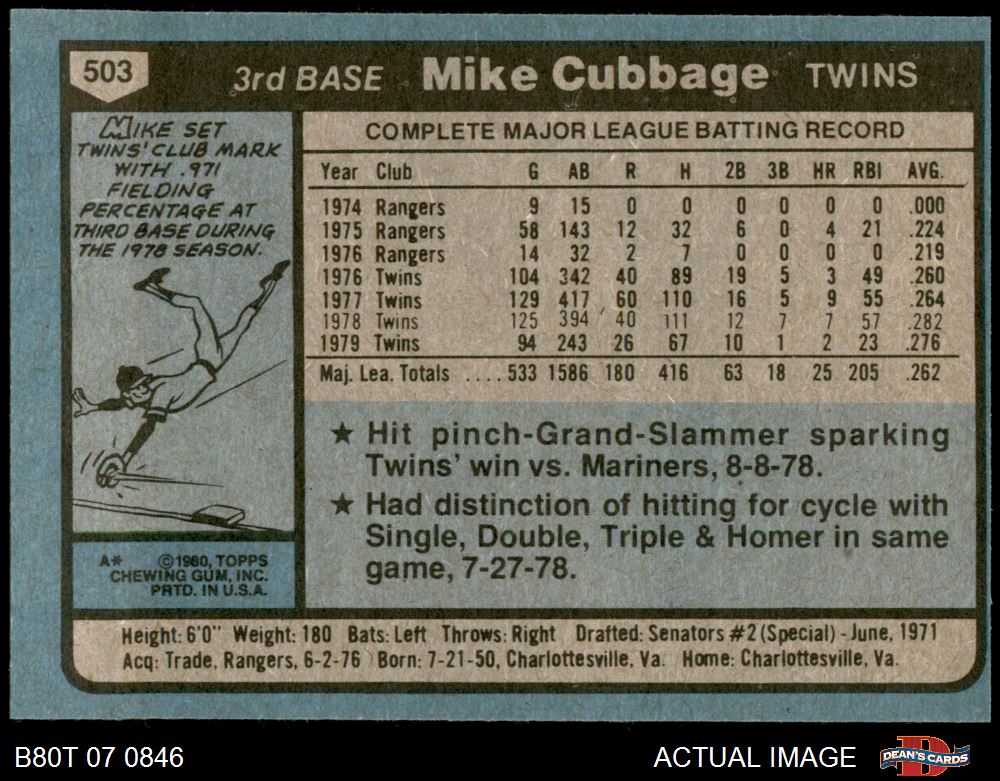 503 3rd BASE Mike Cubbage TWINS
MIKE SET
TWINS' CLUB MARK
WITH .971
FIELDING
PERCENTAGE AT
THIRD BASE DURING
THE 1978 SEASON.
A* ©1980, TOPPS
CHEWING GUM, INC.
PRTD. IN U.S.A.
COMPLETE MAJOR LEAGUE BATTING RECORD
Year Club G AB R H 2B 3B HR RBI AVG.
1974 Rangers 9 15 0 0 0 0 0 0 .000
1975 Rangers 58 143 12 32 6 0 4 21 .224
1976 Rangers 14 32 2 7 0 0 0 0 .219
1976 Twins 104 342 40 89 19 5 3 49 .260
1977 Twins 129 417 60 110 16 5 9 55 .264
1978 Twins 125 394 40 111 12 7 7 57 .282
1979 Twins 94 243 26 67 10 1 2 23 .276
Maj. Lea. Totals .... 533 1586 180 416 63 18 25 205 .262
★ Hit pinch-Grand-Slammer sparking
Twins' win vs. Mariners, 8-8-78.
★ Had distinction of hitting for cycle with
Single, Double, Triple & Homer in same
game, 7-27-78.
Height: 6'0" Weight: 180 Bats: Left Throws: Right Drafted: Senators #2 (Special) - June, 1971
Acq: Trade, Rangers, 6-2-76 Born: 7-21-50, Charlottesville, Va. Home: Charlottesville, Va.
B80T 07 0846 ACTUAL IMAGE DEAN'S CARDS